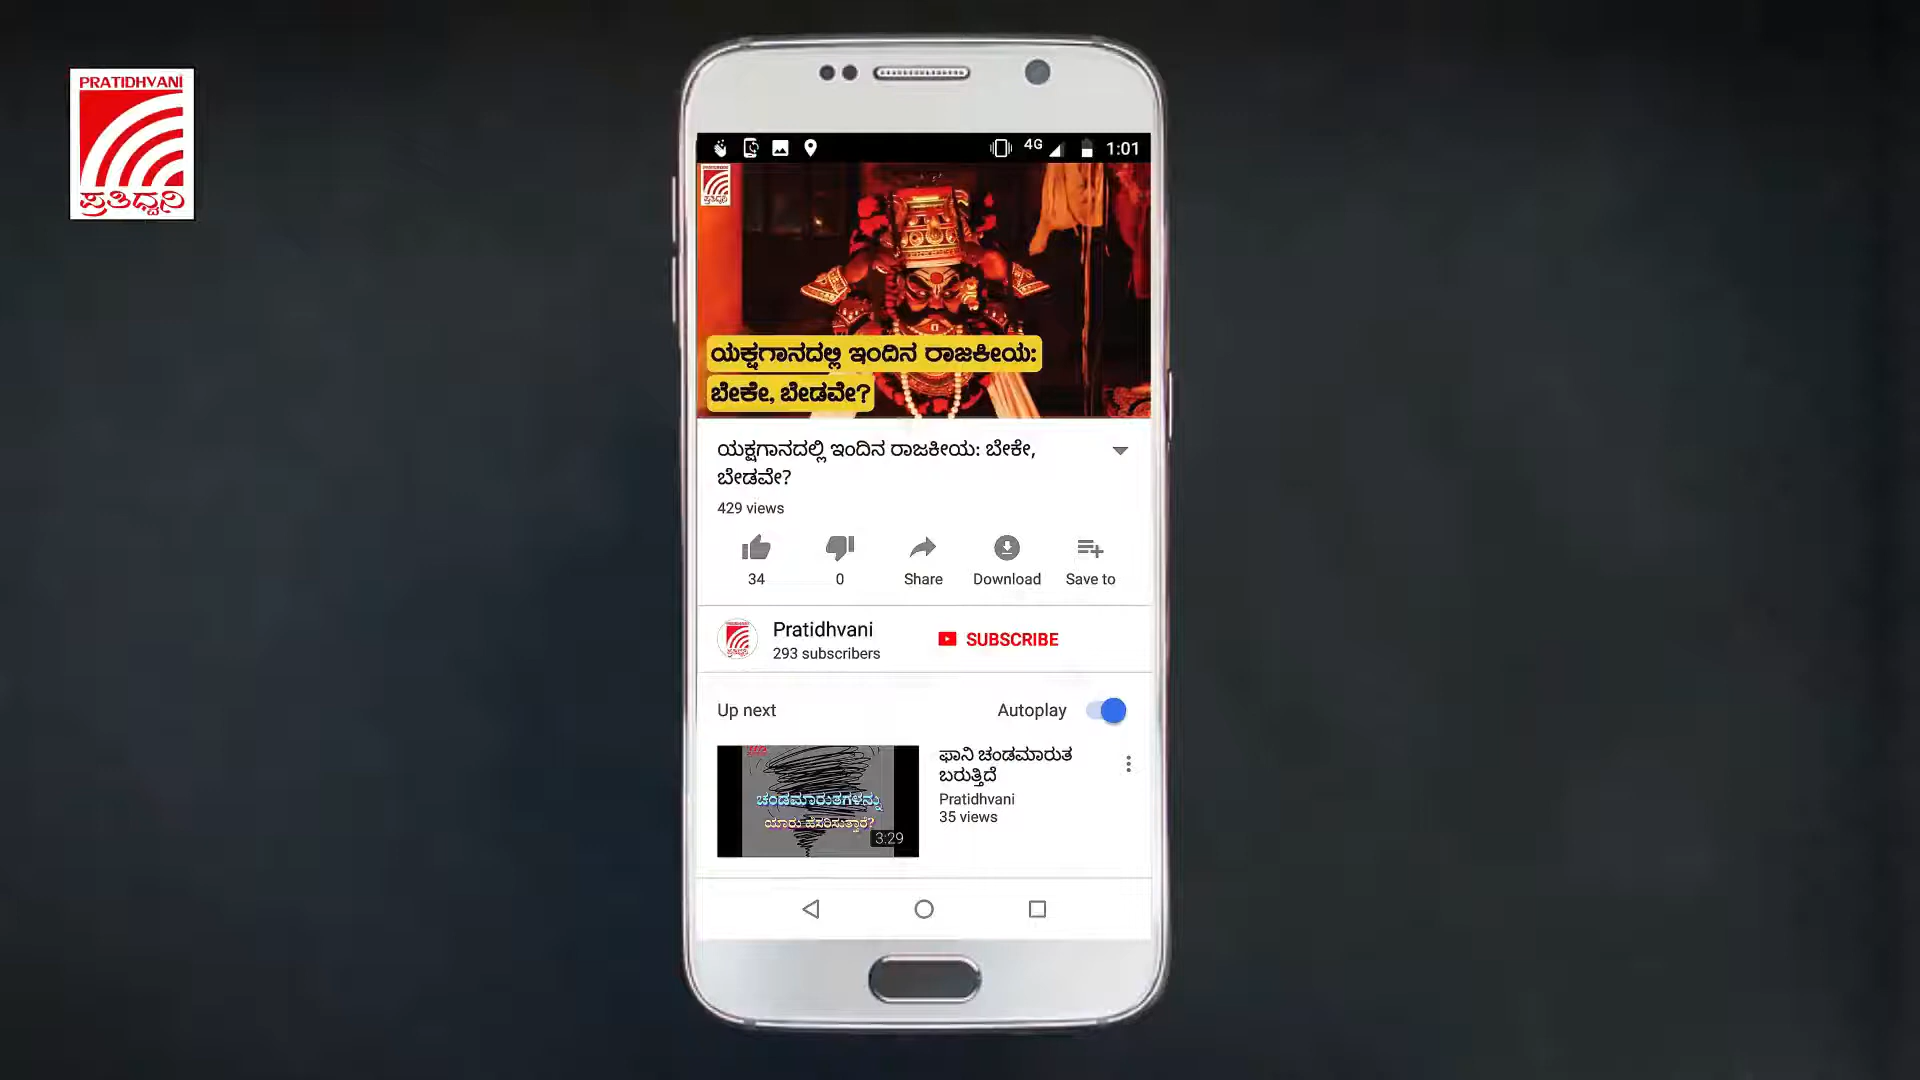 PRATIDHVANI
ಪ್ರತಿಧ್ವನಿ
4G
1:01
ಪ್ರತಿಧ್ವನಿ
ಯಕ್ಷಗಾನದಲ್ಲಿ ಇಂದಿನ ರಾಜಕೀಯ:
ಬೇಕೇ, ಬೇಡವೇ?
ಯಕ್ಷಗಾನದಲ್ಲಿ ಇಂದಿನ ರಾಜಕೀಯ: ಬೇಕೇ,
ಬೇಡವೇ?
429 views
34
0
Share
Download
Save to
Pratidhvani
293 subscribers
SUBSCRIBE
Up next
Autoplay
ಚಂಡಮಾರುತಗಳನ್ನು
ಯಾರು ಹೆಸರಿಸುತ್ತಾರೆ?
3:29
ಫಾನಿ ಚಂಡಮಾರುತ
ಬರುತ್ತಿದೆ
Pratidhvani
35 views